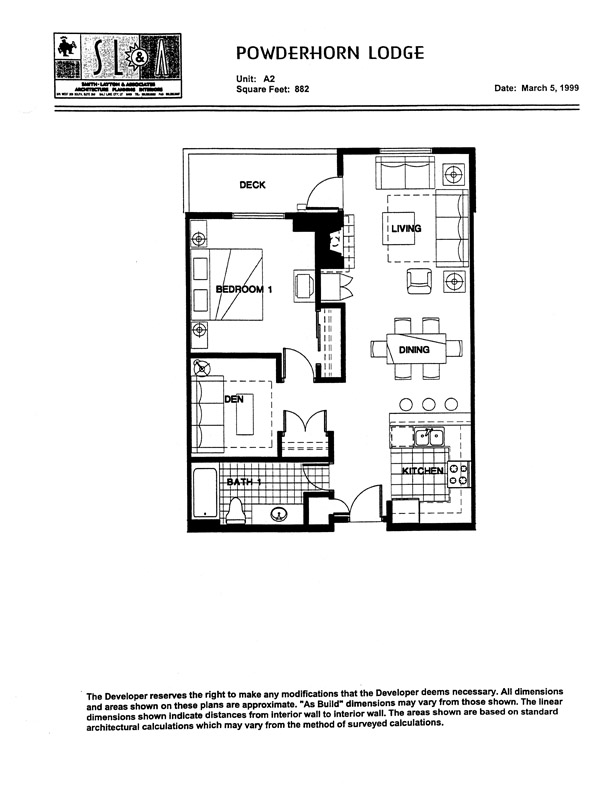 SL&A
SMITH · LAYTON & ASSOCIATES
ARCHITECTURE PLANNING INTERIORS
POWDERHORN LODGE
Unit: A2
Square Feet: 882
Date: March 5, 1999
DECK
LIVING
BEDROOM 1
DINING
DEN
KITCHEN
BATH 1
The Developer reserves the right to make any modifications that the Developer deems necessary. All dimensions
and areas shown on these plans are approximate. "As Build" dimensions may vary from those shown. The linear
dimensions shown indicate distances from interior wall to interior wall. The areas shown are based on standard
architectural calculations which may vary from the method of surveyed calculations.